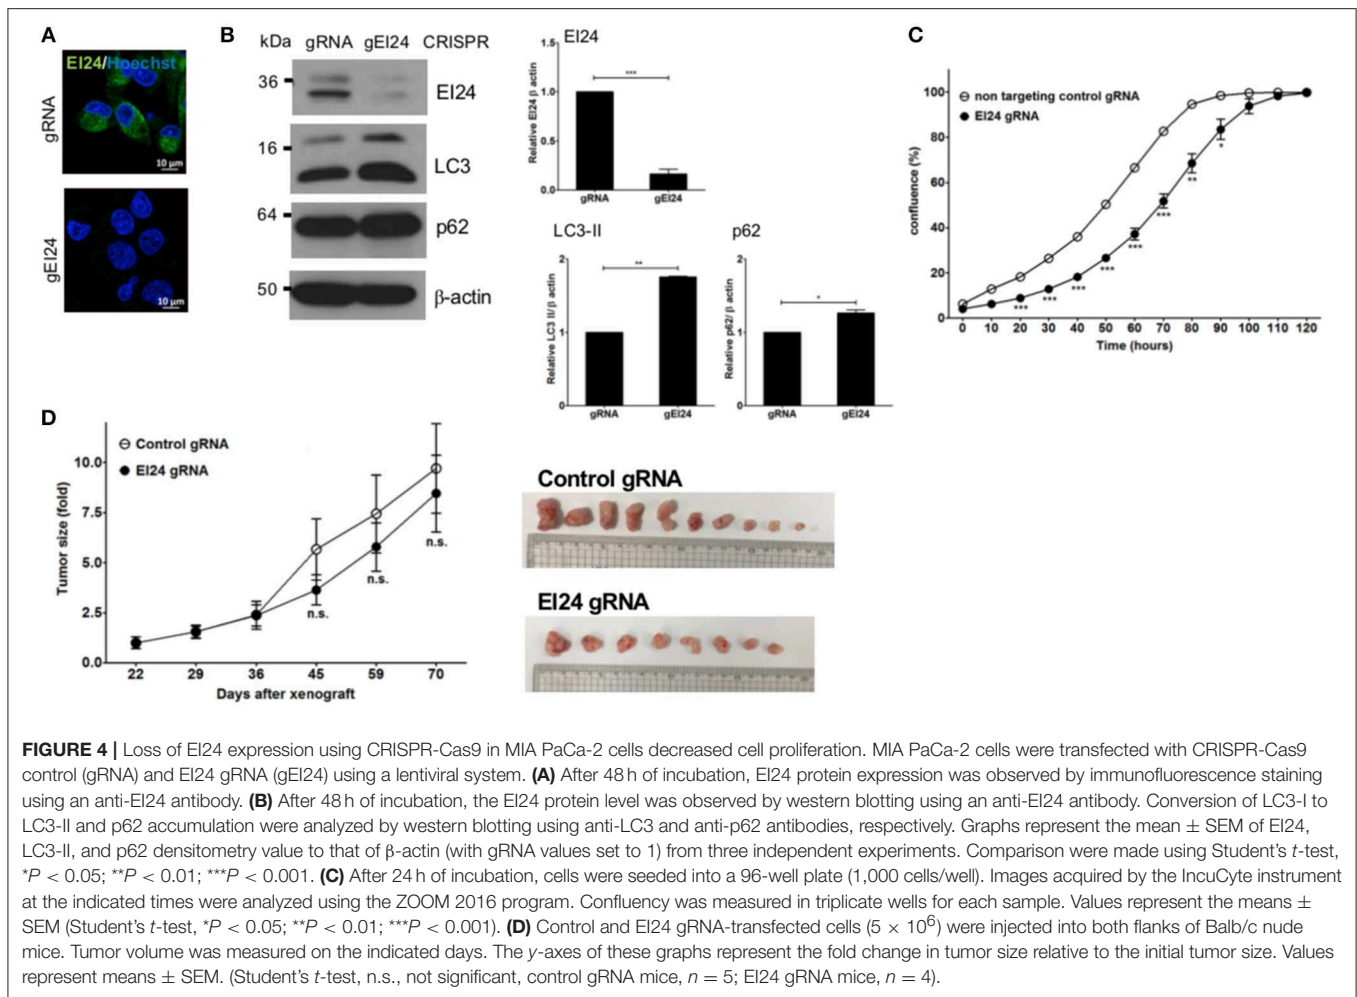 A
EI24/Hoechst
gRNA
10 µm
gEI24
10 µm
B
kDa gRNA gEI24 CRISPR
36
EI24
16
LC3
64
p62
50
β-actin
EI24
Relative EI24/β actin
1.5
1.0
0.5
0.0
***
gRNA gEI24
LC3-II
Relative LC3 II/ β actin
2
1
0
**
gRNA gEI24
p62
Relative p62/ β actin
2
1
0
*
gRNA gEI24
C
confluence (%)
100
80
60
40
20
0
non targeting control gRNA
EI24 gRNA
*** *** *** *** *** *** ** *
0 10 20 30 40 50 60 70 80 90 100 110 120
Time (hours)
D
Tumor size (fold)
10.0
7.5
5.0
2.5
0.0
Control gRNA
EI24 gRNA
n.s. n.s. n.s.
22 29 36 45 59 70
Days after xenograft
Control gRNA
EI24 gRNA
FIGURE 4 | Loss of EI24 expression using CRISPR-Cas9 in MIA PaCa-2 cells decreased cell proliferation. MIA PaCa-2 cells were transfected with CRISPR-Cas9
control (gRNA) and EI24 gRNA (gEI24) using a lentiviral system. (A) After 48 h of incubation, EI24 protein expression was observed by immunofluorescence staining
using an anti-EI24 antibody. (B) After 48 h of incubation, the EI24 protein level was observed by western blotting using an anti-EI24 antibody. Conversion of LC3-I to
LC3-II and p62 accumulation were analyzed by western blotting using anti-LC3 and anti-p62 antibodies, respectively. Graphs represent the mean ± SEM of EI24,
LC3-II, and p62 densitometry value to that of β-actin (with gRNA values set to 1) from three independent experiments. Comparison were made using Student's t-test,
*P < 0.05; **P < 0.01; ***P < 0.001. (C) After 24 h of incubation, cells were seeded into a 96-well plate (1,000 cells/well). Images acquired by the IncuCyte instrument
at the indicated times were analyzed using the ZOOM 2016 program. Confluency was measured in triplicate wells for each sample. Values represent the means ±
SEM (Student's t-test, *P < 0.05; **P < 0.01; ***P < 0.001). (D) Control and EI24 gRNA-transfected cells (5 × 10⁶) were injected into both flanks of Balb/c nude
mice. Tumor volume was measured on the indicated days. The y-axes of these graphs represent the fold change in tumor size relative to the initial tumor size. Values
represent means ± SEM. (Student's t-test, n.s., not significant, control gRNA mice, n = 5; EI24 gRNA mice, n = 4).